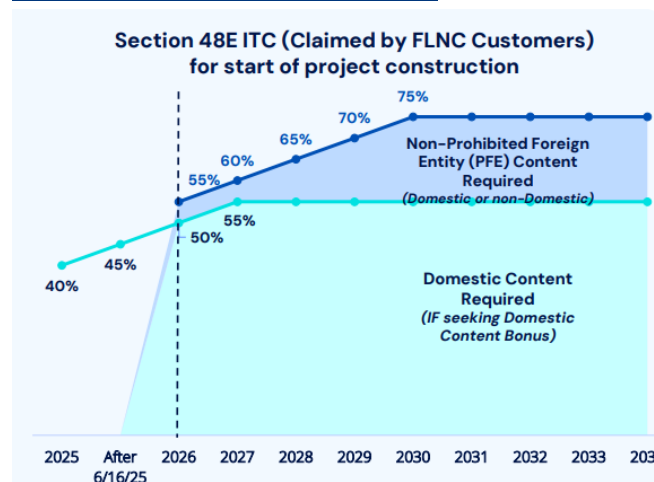 Section 48E ITC (Claimed by FLNC Customers)
for start of project construction
75%
70%
65%
60%
55%
Non-Prohibited Foreign
Entity (PFE) Content
Required
(Domestic or non-Domestic)
55%
50%
45%
40%
Domestic Content
Required
(IF seeking Domestic
Content Bonus)
2025 After 2026 2027 2028 2029 2030 2031 2032 2033
6/16/25